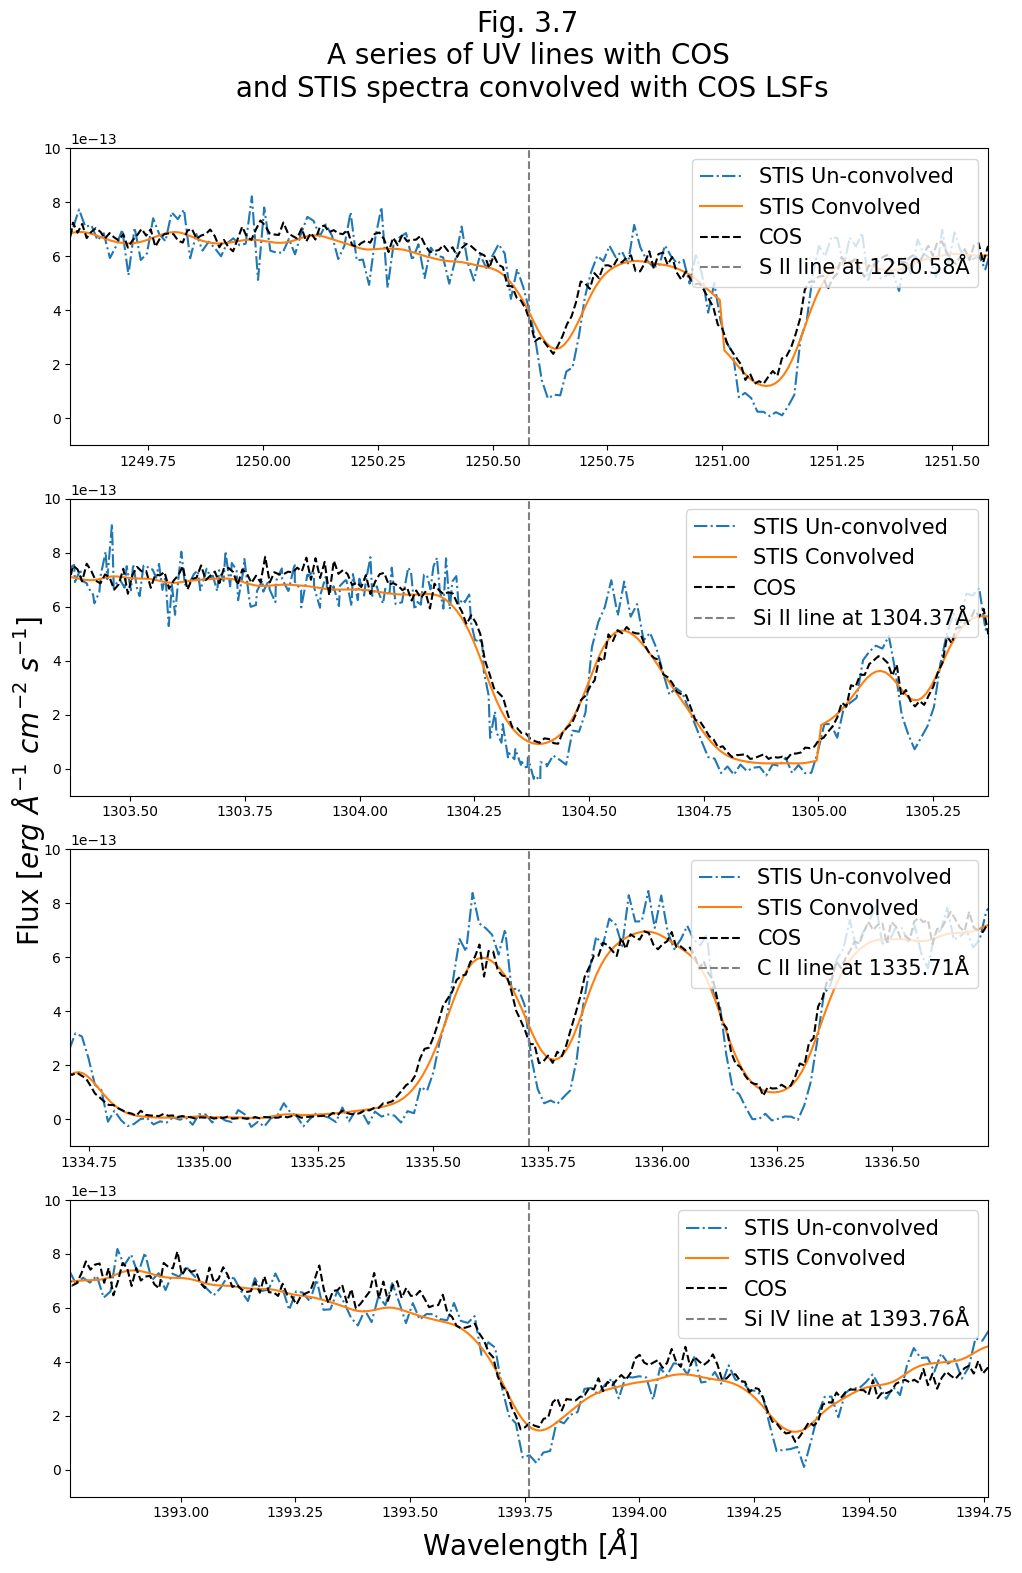 Fig. 3.7
A series of UV lines with COS
and STIS spectra convolved with COS LSFs
1e−13
10
8
6
4
2
0
STIS Un-convolved
STIS Convolved
COS
S II line at 1250.58Å
1249.75 1250.00 1250.25 1250.50 1250.75 1251.00 1251.25 1251.50
1e−13
10
8
6
4
2
0
STIS Un-convolved
STIS Convolved
COS
Si II line at 1304.37Å
1303.50 1303.75 1304.00 1304.25 1304.50 1304.75 1305.00 1305.25
Flux [erg Å⁻¹ cm⁻² s⁻¹]
1e−13
10
8
6
4
2
0
STIS Un-convolved
STIS Convolved
COS
C II line at 1335.71Å
1334.75 1335.00 1335.25 1335.50 1335.75 1336.00 1336.25 1336.50
1e−13
10
8
6
4
2
0
STIS Un-convolved
STIS Convolved
COS
Si IV line at 1393.76Å
1393.00 1393.25 1393.50 1393.75 1394.00 1394.25 1394.50 1394.75
Wavelength [Å]